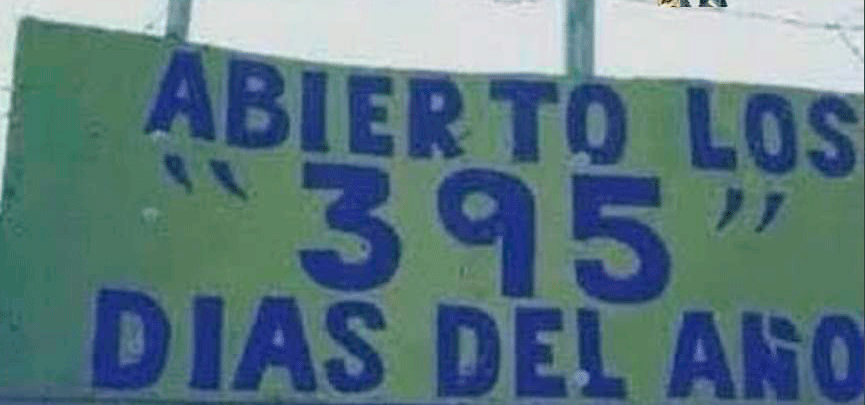 ABIERTO LOS
"395"
DIAS DEL AÑO